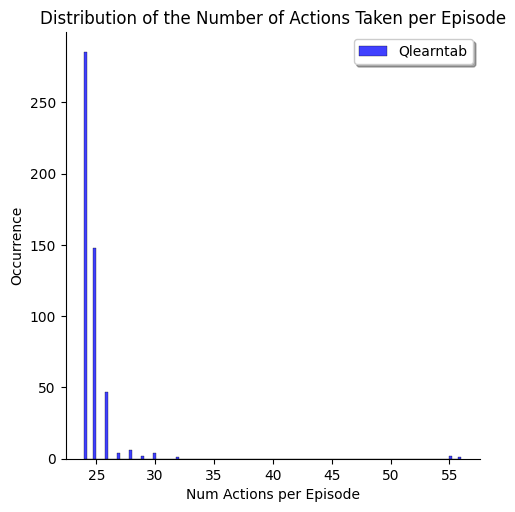 Distribution of the Number of Actions Taken per Episode
Qlearntab
250
200
150
100
50
0
Occurrence
25 30 35 40 45 50 55
Num Actions per Episode